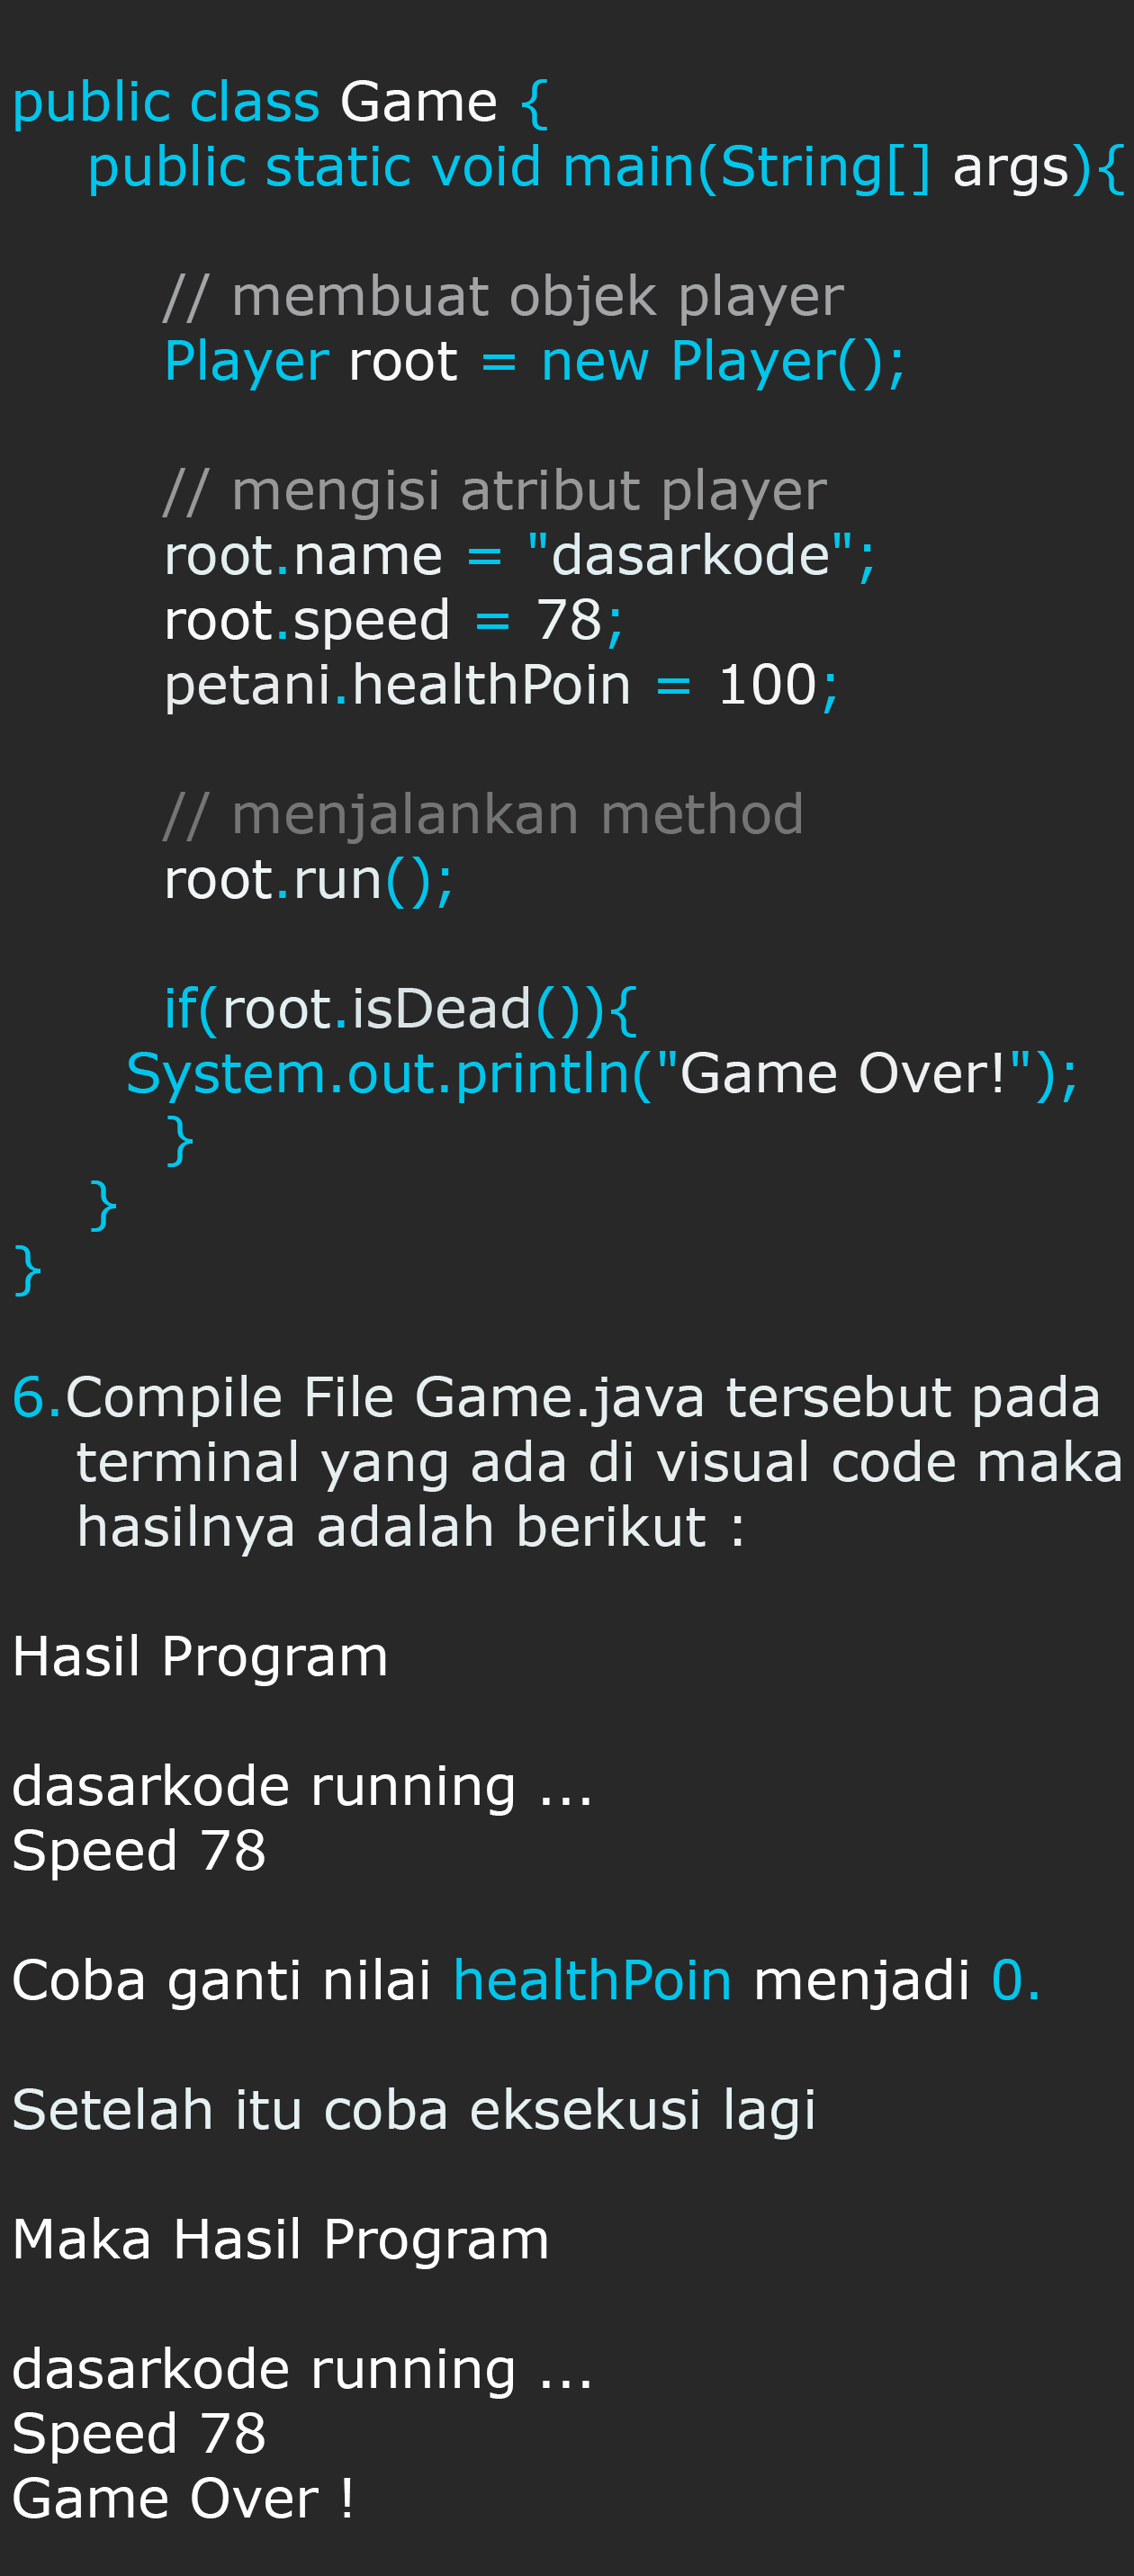 public class Game {
public static void main(String[] args){
// membuat objek player
Player root = new Player();
// mengisi atribut player
root.name = "dasarkode";
root.speed = 78;
petani.healthPoin = 100;
// menjalankan method
root.run();
if(root.isDead()){
System.out.println("Game Over!");
}
}
}
6.Compile File Game.java tersebut pada
terminal yang ada di visual code maka
hasilnya adalah berikut :
Hasil Program
dasarkode running ...
Speed 78
Coba ganti nilai healthPoin menjadi 0.
Setelah itu coba eksekusi lagi
Maka Hasil Program
dasarkode running ...
Speed 78
Game Over !